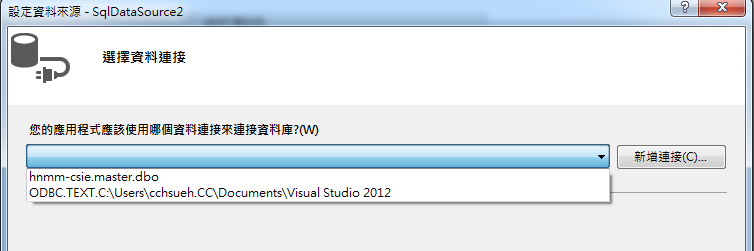 設定資料來源 - SqlDataSource2
選擇資料連接
您的應用程式應該使用哪個資料連接來連接資料庫?(W)
新增連接(C)...
hnmm-csie.master.dbo
ODBC.TEXT.C:\Users\cchsueh.CC\Documents\Visual Studio 2012